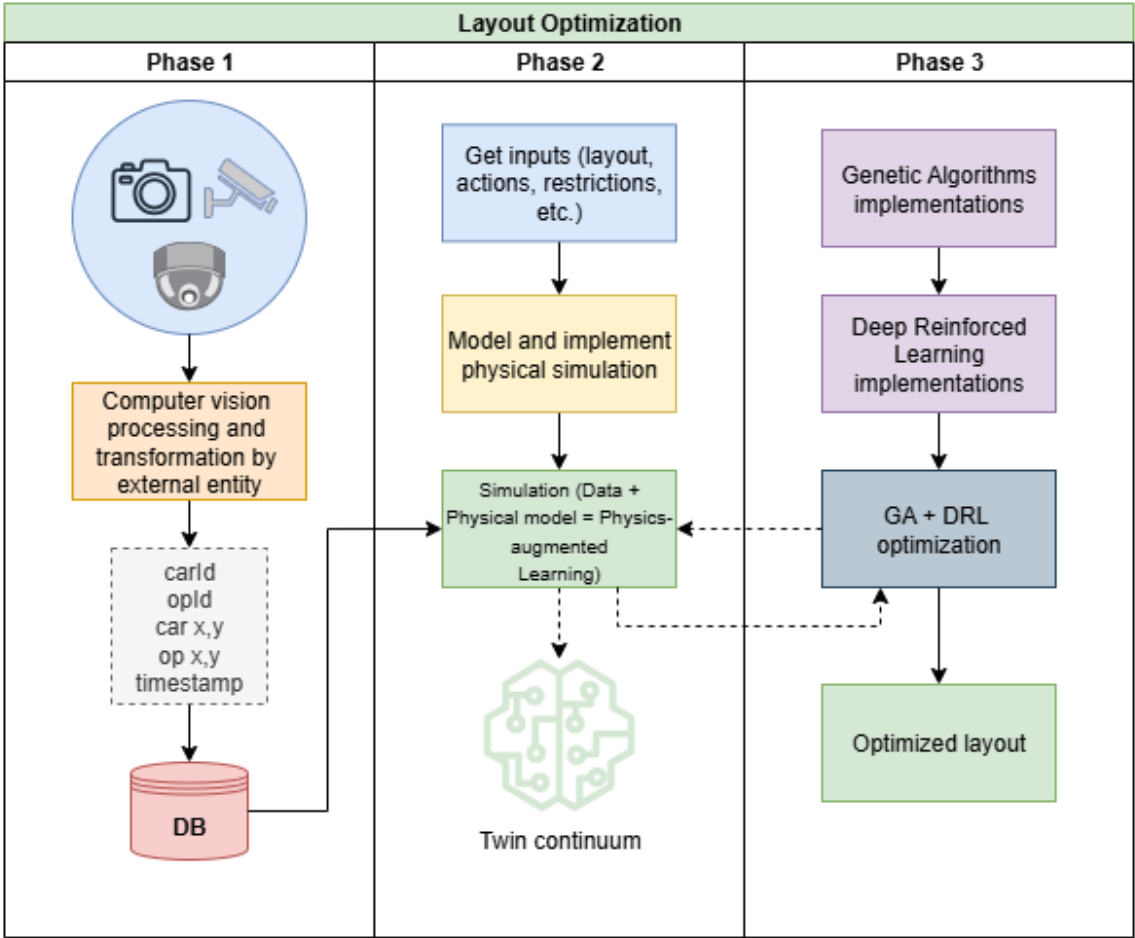 Layout Optimization
Phase 1
Phase 2
Phase 3
Computer vision
processing and
transformation by
external entity
carId
opId
car x,y
op x,y
timestamp
DB
Get inputs (layout,
actions, restrictions,
etc.)
Model and implement
physical simulation
Simulation (Data +
Physical model = Physics-
augmented
Learning)
Twin continuum
Genetic Algorithms
implementations
Deep Reinforced
Learning
implementations
GA + DRL
optimization
Optimized layout